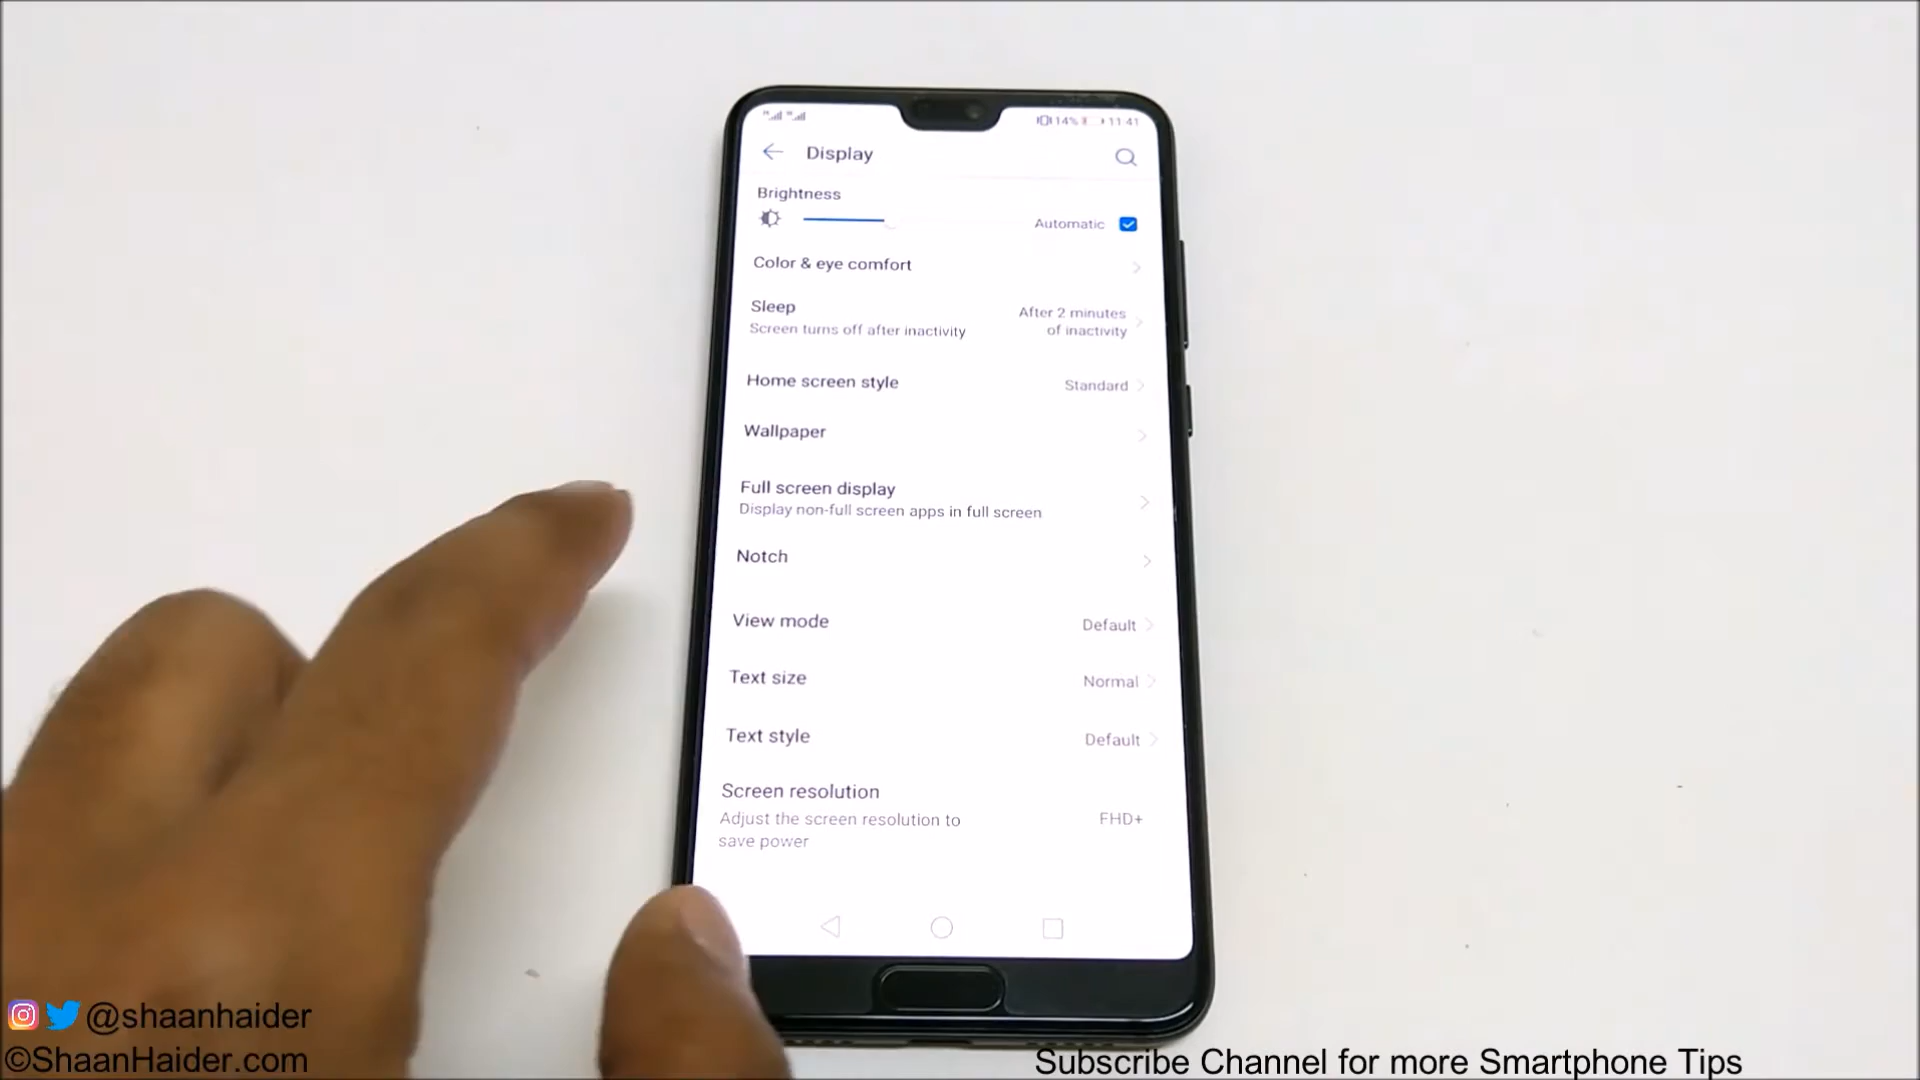 14% 11:41
Display
Brightness
Automatic
Color & eye comfort
Sleep
Screen turns off after inactivity
After 2 minutes
of inactivity
Home screen style
Standard
Wallpaper
Full screen display
Display non-full screen apps in full screen
Notch
View mode
Default
Text size
Normal
Text style
Default
Screen resolution
Adjust the screen resolution to
save power
FHD+
@shaanhaider
©ShaanHaider.com
Subscribe Channel for more Smartphone Tips